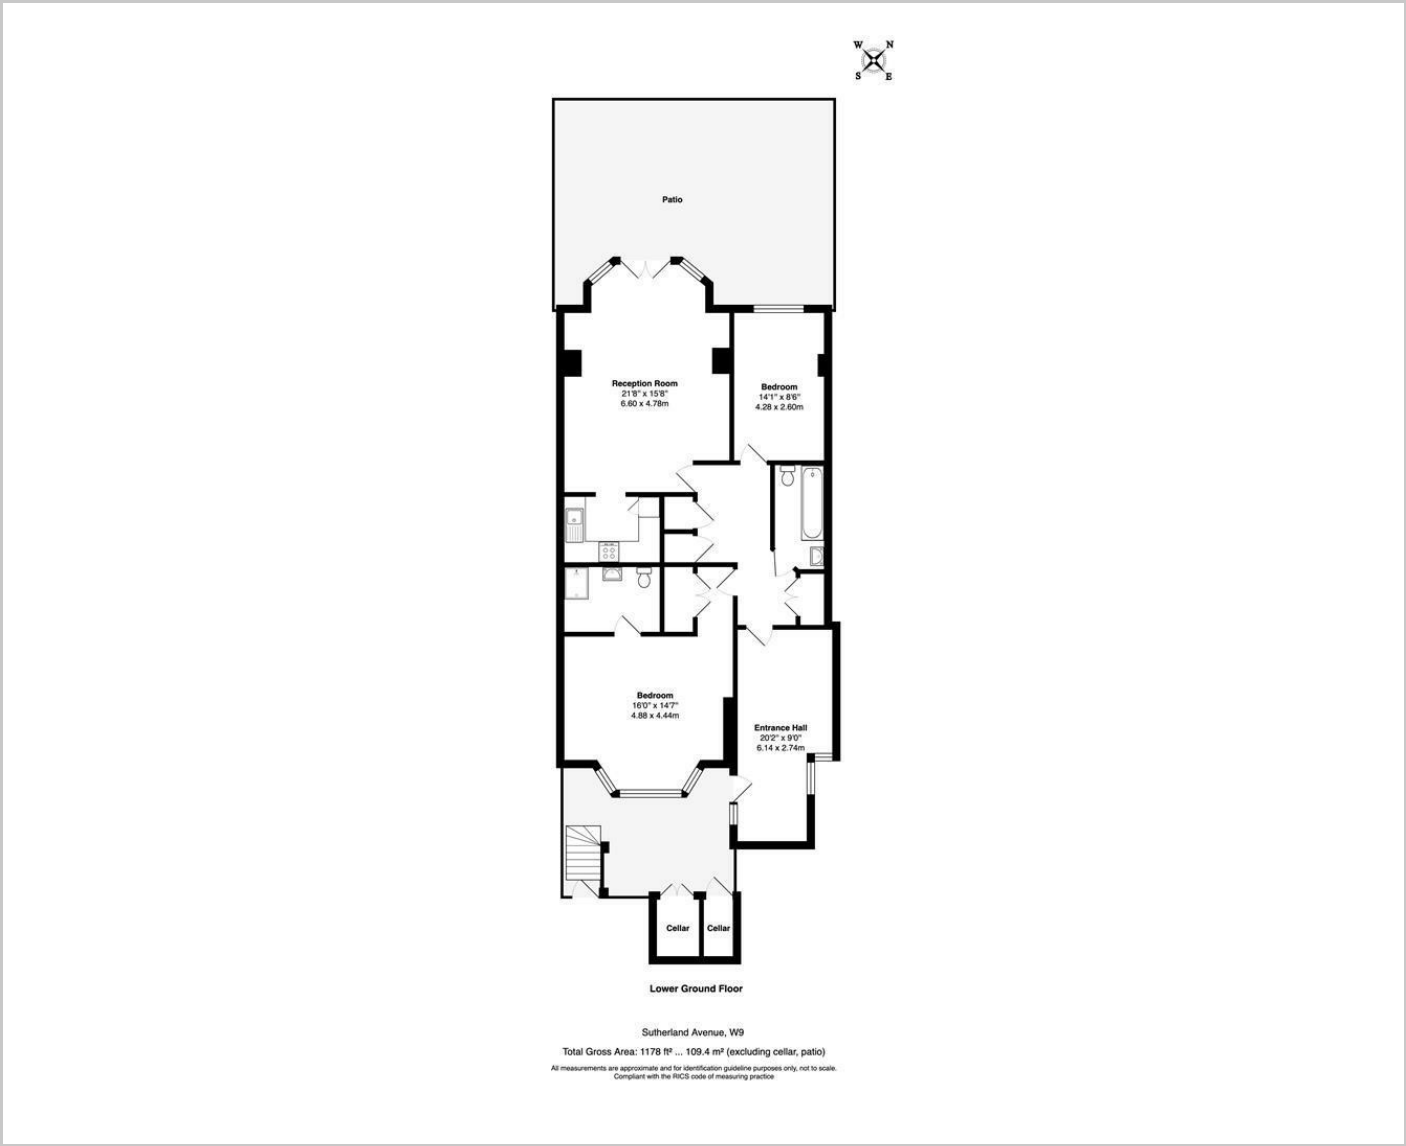 W N
S E
Patio
Reception Room
21'8" x 15'8"
6.60 x 4.78m
Bedroom
14'1" x 8'6"
4.28 x 2.60m
Bedroom
16'0" x 14'7"
4.88 x 4.44m
Entrance Hall
20'2" x 9'0"
6.14 x 2.74m
Cellar
Cellar
Lower Ground Floor
Sutherland Avenue, W9
Total Gross Area: 1178 ft² ... 109.4 m² (excluding cellar, patio)
All measurements are approximate and for identification guideline purposes only, not to scale.
Compliant with the RICS code of measuring practice